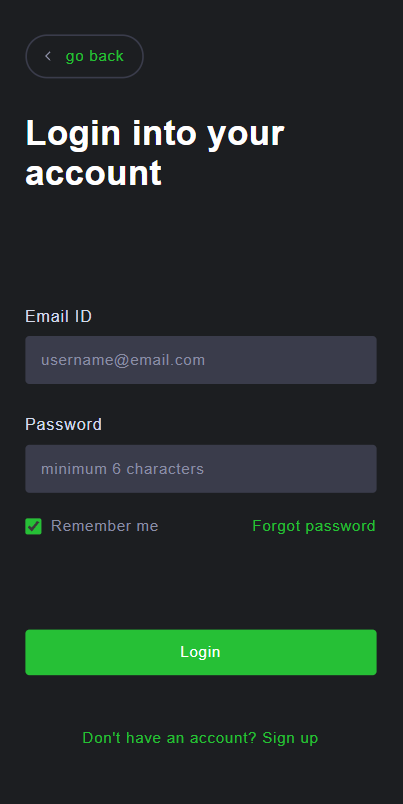 go back
Login into your
account
Email ID
username@email.com
Password
minimum 6 characters
Remember me
Forgot password
Login
Don't have an account? Sign up